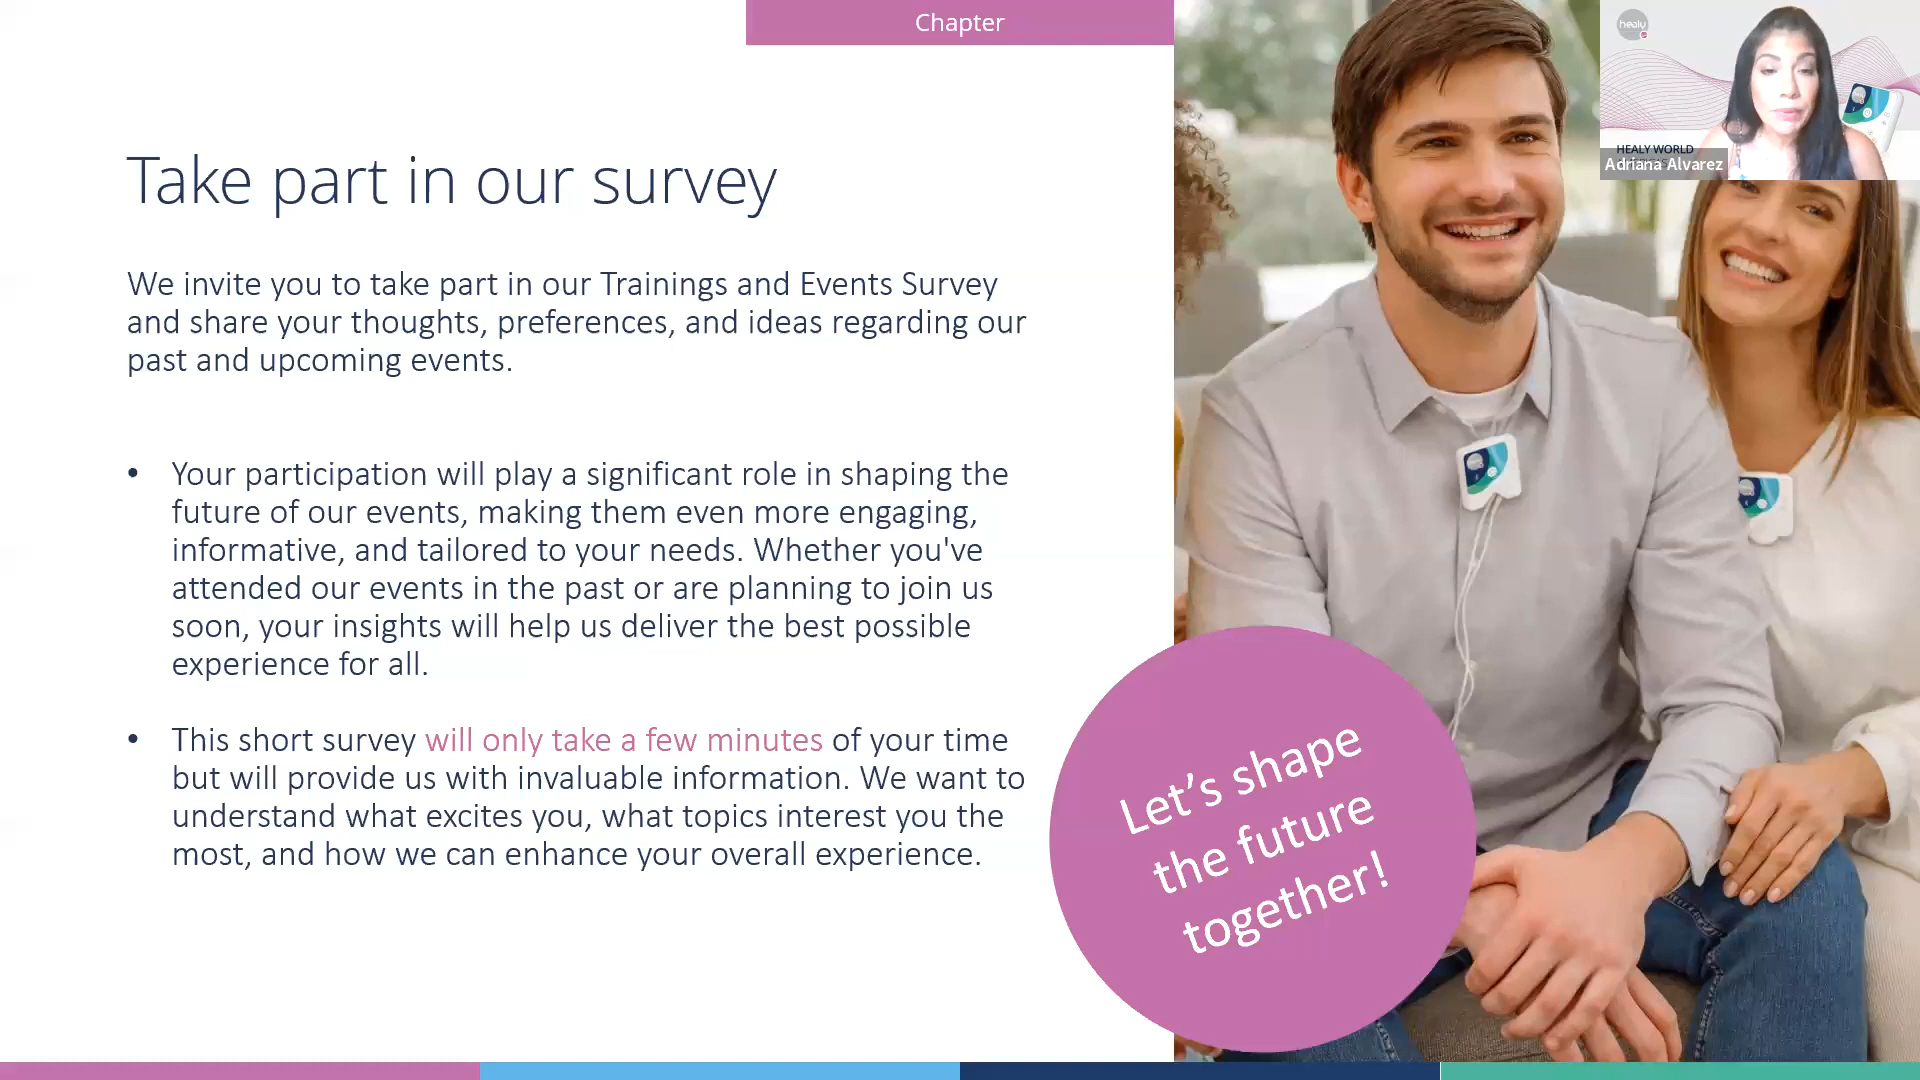 Chapter
healy
HEALY WORLD
Adriana Alvarez
Take part in our survey
We invite you to take part in our Trainings and Events Survey
and share your thoughts, preferences, and ideas regarding our
past and upcoming events.
• Your participation will play a significant role in shaping the
future of our events, making them even more engaging,
informative, and tailored to your needs. Whether you've
attended our events in the past or are planning to join us
soon, your insights will help us deliver the best possible
experience for all.
• This short survey will only take a few minutes of your time
but will provide us with invaluable information. We want to
understand what excites you, what topics interest you the
most, and how we can enhance your overall experience.
Let’s shape
the future
together!